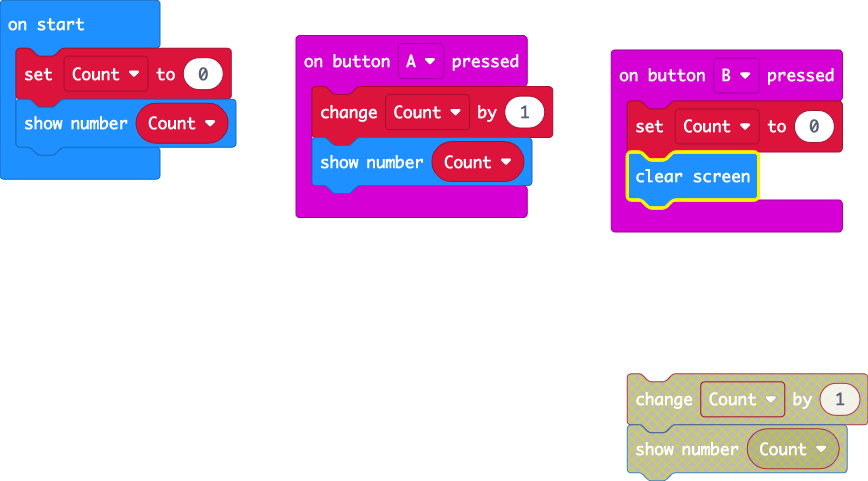 on start
set Count to 0
show number Count
on button A pressed
change Count by 1
show number Count
on button B pressed
set Count to 0
clear screen
change Count by 1
show number Count